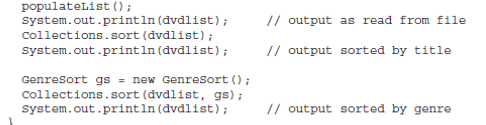 populateList();
System.out.println(dvdlist);     // output as read from file
Collections.sort(dvdlist);
System.out.println(dvdlist);     // output sorted by title

GenreSort gs = new GenreSort();
Collections.sort(dvdlist, gs);
System.out.println(dvdlist);     // output sorted by genre
}